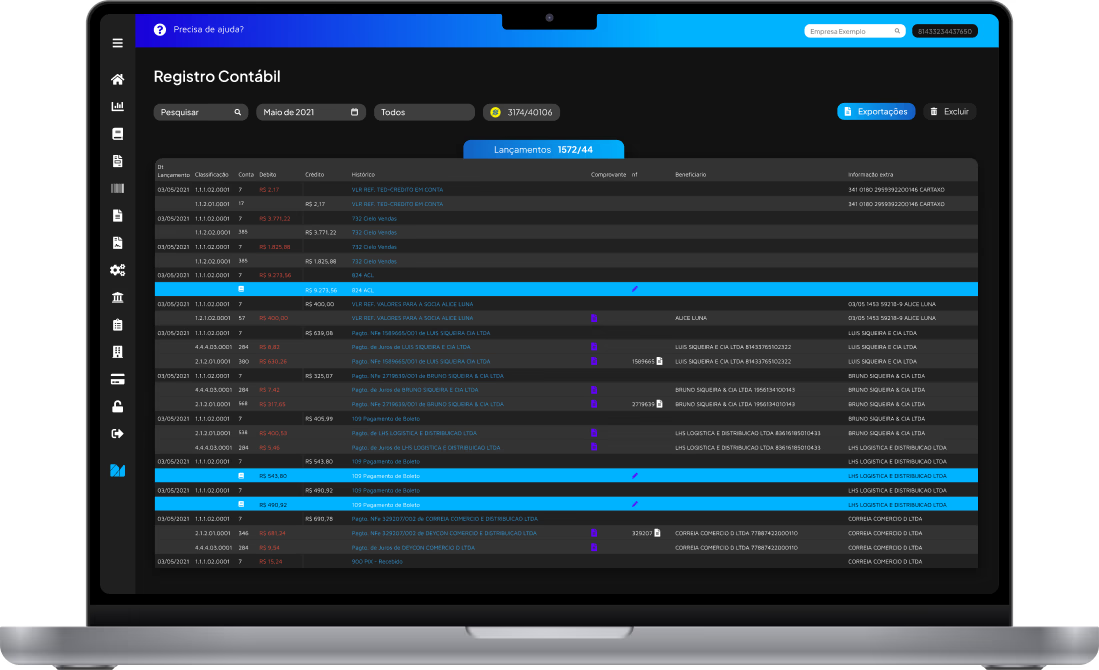 Precisa de ajuda?
Empresa Exemplo
81433234437650
Registro Contábil
Pesquisar
Maio de 2021
Todos
3174/40106
Exportações
Excluir
Lançamentos 1572/44
Dt Lançamento Classificação Conta Debito Crédito Histórico Comprovante nf Beneficiario Informação extra
03/05/2021 1.1.1.02.0001 7 R$ 2,17 VLR REF. TED-CREDITO EM CONTA 341 0180 2959392200146 CARTAXO
1.1.2.01.0001 17 R$ 2,17 VLR REF. TED-CREDITO EM CONTA 341 0180 2959392200146 CARTAXO
03/05/2021 1.1.1.02.0001 7 R$ 3.771,22 732 Cielo Vendas
1.1.2.02.0001 385 R$ 3.771,22 732 Cielo Vendas
03/05/2021 1.1.1.02.0001 7 R$ 1.825,88 732 Cielo Vendas
1.1.2.02.0001 385 R$ 1.825,88 732 Cielo Vendas
03/05/2021 1.1.1.02.0001 7 R$ 9.273,56 824 ACL
R$ 9.273,56 824 ACL
03/05/2021 1.1.1.02.0001 7 R$ 400,00 VLR REF. VALORES PARA A SOCIA ALICE LUNA 03/05 1453 59218-9 ALICE LUNA
1.2.1.02.0001 57 R$ 400,00 VLR REF. VALORES PARA A SOCIA ALICE LUNA ALICE LUNA 03/05 1453 59218-9 ALICE LUNA
03/05/2021 1.1.1.02.0001 7 R$ 639,08 Pagto. NFe 1589665/001 de LUIS SIQUEIRA CIA LTDA LUIS SIQUEIRA E CIA LTDA
4.4.4.03.0001 284 R$ 8,82 Pagto. de Juros de LUIS SIQUEIRA E CIA LTDA LUIS SIQUEIRA E CIA LTDA 81433765102322 LUIS SIQUEIRA E CIA LTDA
2.1.2.01.0001 380 R$ 630,26 Pagto. NFe 1589665/001 de LUIS SIQUEIRA CIA LTDA 1589665 LUIS SIQUEIRA E CIA LTDA 81433765102322 LUIS SIQUEIRA E CIA LTDA
03/05/2021 1.1.1.02.0001 7 R$ 325,07 Pagto. NFe 2719639/001 de BRUNO SIQUEIRA & CIA LTDA BRUNO SIQUEIRA & CIA LTDA
4.4.4.03.0001 284 R$ 7,42 Pagto. de Juros de BRUNO SIQUEIRA E CIA LTDA BRUNO SIQUEIRA E CIA LTDA 1956134100143 BRUNO SIQUEIRA & CIA LTDA
2.1.2.01.0001 568 R$ 317,65 Pagto. NFe 2719639/001 de BRUNO SIQUEIRA & CIA LTDA 2719639 BRUNO SIQUEIRA & CIA LTDA 1956134010143 BRUNO SIQUEIRA & CIA LTDA
03/05/2021 1.1.1.02.0001 7 R$ 405,99 109 Pagamento de Boleto BRUNO SIQUEIRA & CIA LTDA
2.1.2.01.0001 538 R$ 400,53 Pagto. de LHS LOGISTICA E DISTRIBUICAO LTDA LHS LOGISTICA E DISTRIBUICAO LTDA 83616185010433 BRUNO SIQUEIRA & CIA LTDA
4.4.4.03.0001 284 R$ 5,46 Pagto. de Juros de LHS LOGISTICA E DISTRIBUICAO LTDA LHS LOGISTICA E DISTRIBUICAO LTDA 83616185010433 LHS LOGISTICA E DISTRIBUICAO LTDA
03/05/2021 1.1.1.02.0001 7 R$ 543,80 109 Pagamento de Boleto LHS LOGISTICA E DISTRIBUICAO LTDA
R$ 543,80 109 Pagamento de Boleto LHS LOGISTICA E DISTRIBUICAO LTDA
03/05/2021 1.1.1.02.0001 7 R$ 490,92 109 Pagamento de Boleto LHS LOGISTICA E DISTRIBUICAO LTDA
R$ 490,92 109 Pagamento de Boleto LHS LOGISTICA E DISTRIBUICAO LTDA
03/05/2021 1.1.1.02.0001 7 R$ 690,78 Pagto. NFe 329207/002 de CORREIA COMERCIO E DISTRIBUICAO LTDA CORREIA COMERCIO D LTDA
2.1.2.01.0001 346 R$ 681,24 Pagto. NFe 329207/002 de DEYCON COMERCIO E DISTRIBUICAO LTDA 329207 CORREIA COMERCIO D LTDA 77887422000110 CORREIA COMERCIO D LTDA
4.4.4.03.0001 284 R$ 9,54 Pagto. de Juros de DEYCON COMERCIO D LTDA CORREIA COMERCIO D LTDA 77887422000110 CORREIA COMERCIO D LTDA
03/05/2021 1.1.1.02.0001 7 R$ 15,24 900 PIX - Recebido CORREIA COMERCIO D LTDA